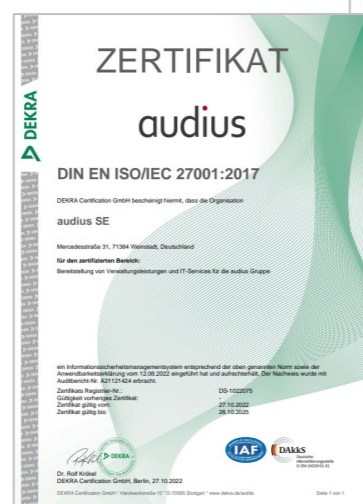 DEKRA
ZERTIFIKAT
audius
DIN EN ISO/IEC 27001:2017
DEKRA Certification GmbH bescheinigt hiermit, dass die Organisation
audius SE
Mercedesstraße 31, 71384 Weinstadt, Deutschland
für den zertifizierten Bereich:
Bereitstellung von Verwaltungsleistungen und IT-Services für die audius Gruppe
ein Informationssicherheitsmanagementsystem entsprechend der oben genannten Norm sowie der
Anwendbarkeitserklärung vom 12.08.2022 eingeführt hat und aufrechterhält. Der Nachweis wurde mit
Auditbericht-Nr. A21121424 erbracht.
Zertifikats Registrier-Nr.: DS-1022075
Gültigkeit vorheriges Zertifikat: -
Zertifikat gültig vom: 27.10.2022
Zertifikat gültig bis: 26.10.2025
DEKRA
IAF
DAkkS
Deutsche
Akkreditierungsstelle
Dr. Rolf Krökel
DEKRA Certification GmbH, Berlin, 27.10.2022
DEKRA Certification GmbH * Handwerkstraße 15 * D-70565 Stuttgart * www.dekra.de/audits
Seite 1 von 1